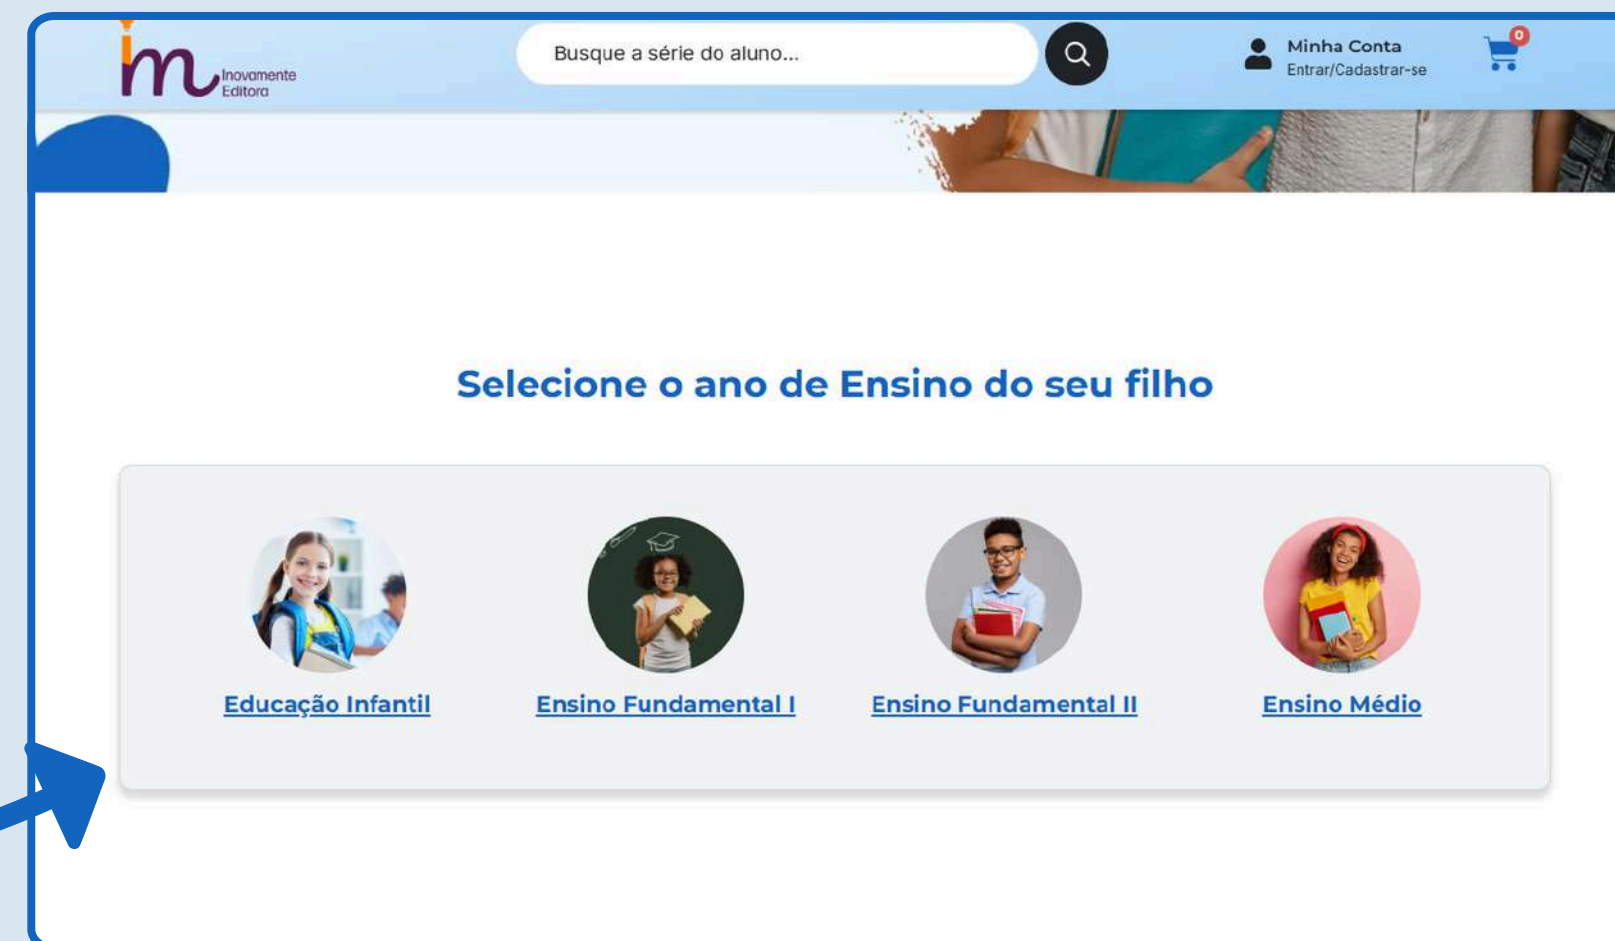 Inovamente
Editora
Busque a série do aluno...
Minha Conta
Entrar/Cadastrar-se
0
Selecione o ano de Ensino do seu filho
Educação Infantil
Ensino Fundamental I
Ensino Fundamental II
Ensino Médio